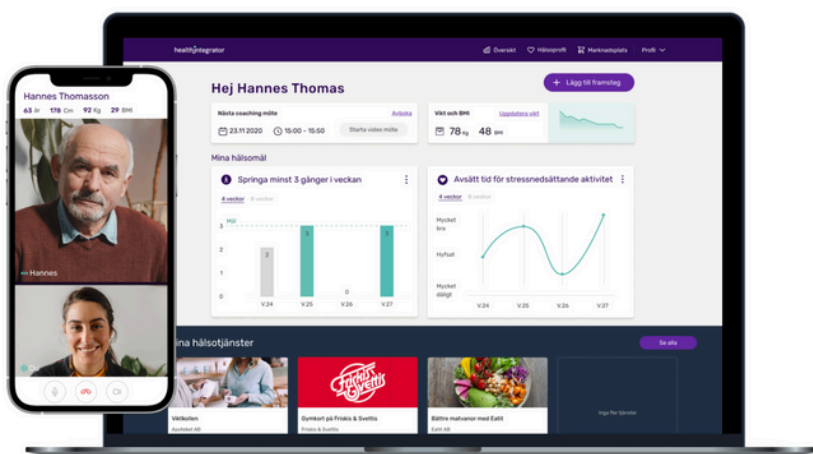 Hannes Thomasson
63 år 178 Cm 92 Kg 29 BMI
Hannes
healthintegrator
Översikt Hälsoprofil Marknadsplats Profil
Hej Hannes Thomas
+ Lägg till framsteg
Nästa coaching möte Avboka
23.11 2020 15:00 - 15:50 Starta video möte
Vikt och BMI Uppdatera vikt
78 Kg 48 BMI
Mina hälsomål
Springa minst 3 gånger i veckan
4 veckor 8 veckor
Mål
3
2
1
0
2
3
0
3
V.24 V.25 V.26 V.27
Avsätt tid för stressnedsättande aktivitet
4 veckor 8 veckor
Mycket
bra
Hyfsat
Mycket
dåligt
V.24 V.25 V.26 V.27
ina hälsotjänster
Se alla
Viktkollen
Apoteket AB
Friskis & Svettis
Gymkort på Friskis & Svettis
Friskis & Svettis
Bättre matvanor med Eatit
Eatit AB
Inga fler tjänster